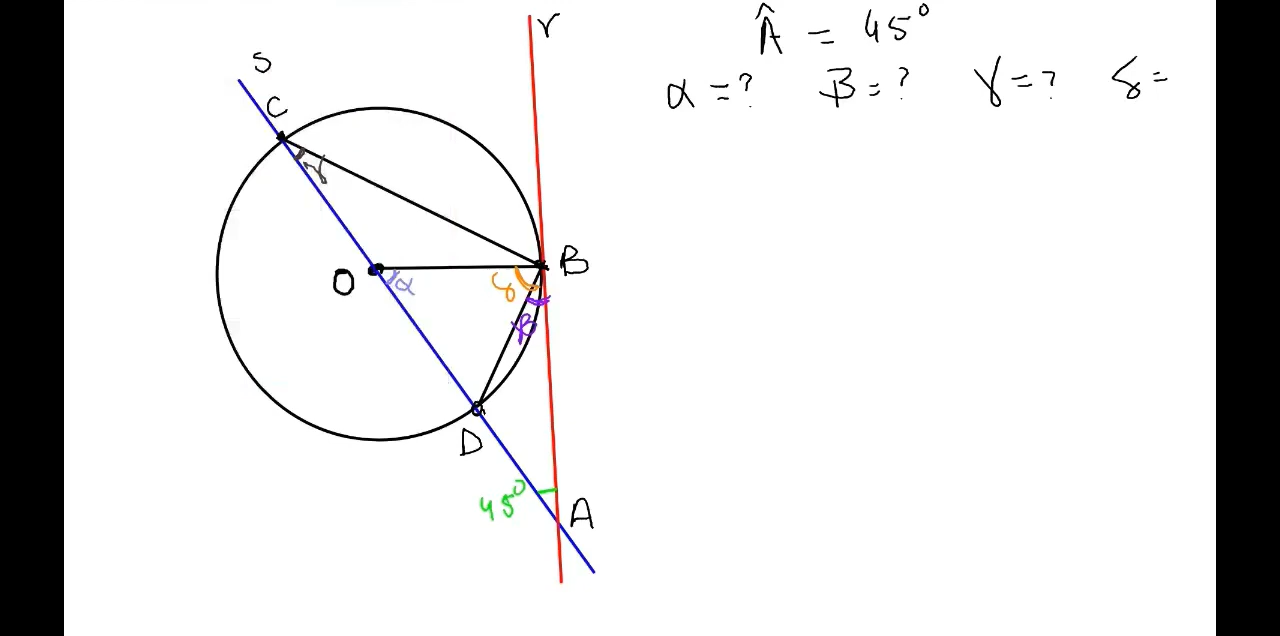 r
Â = 45°
S
α = ? β = ? γ = ? δ =
C
γ
B
O
α
δ
β
D
45°
A